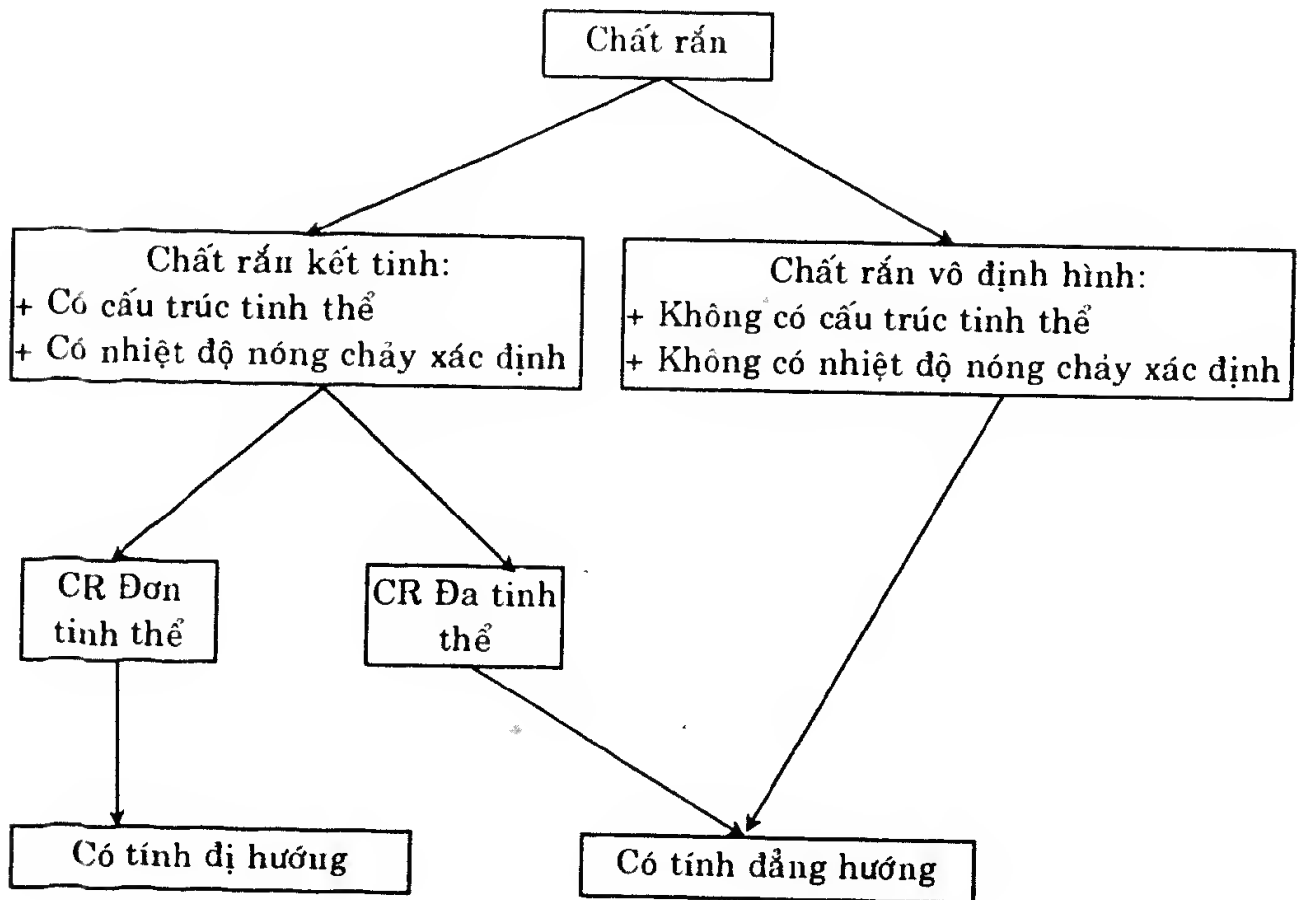 Chất rắn
Chất rắn kết tinh:
+ Có cấu trúc tinh thể
+ Có nhiệt độ nóng chảy xác định
Chất rắn vô định hình:
+ Không có cấu trúc tinh thể
+ Không có nhiệt độ nóng chảy xác định
CR Đơn
tinh thể
CR Đa tinh
thể
Có tính dị hướng
Có tính đẳng hướng